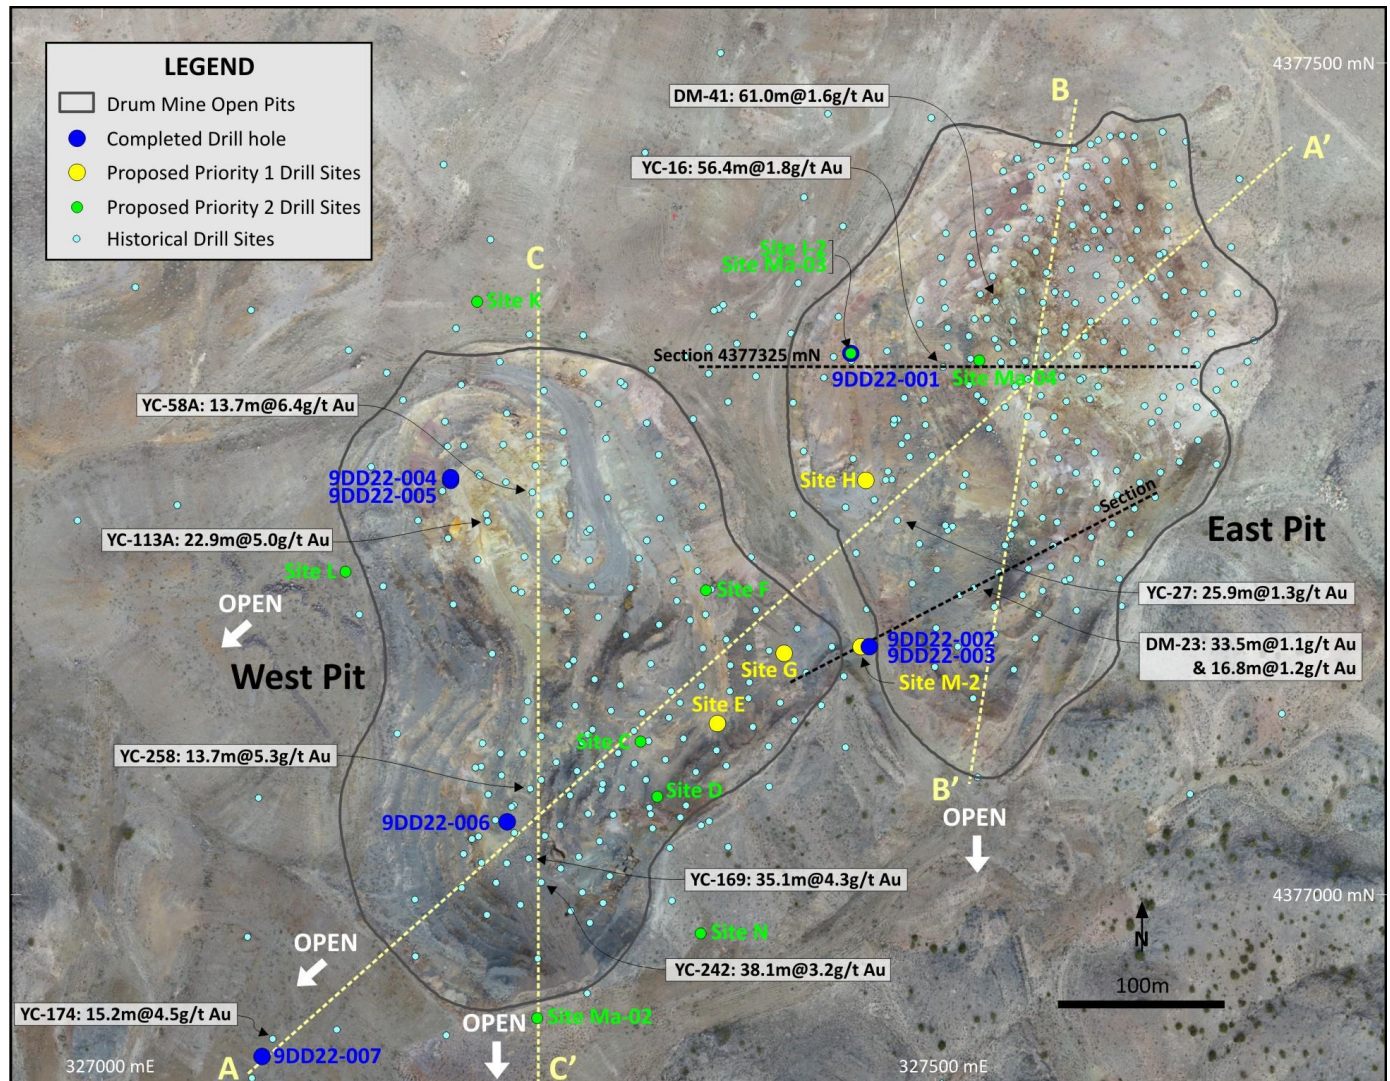 LEGEND
Drum Mine Open Pits
Completed Drill hole
Proposed Priority 1 Drill Sites
Proposed Priority 2 Drill Sites
Historical Drill Sites
4377500 mN
DM-41: 61.0m@1.6g/t Au
B
A'
YC-16: 56.4m@1.8g/t Au
Site I-2
Site Ma-03
C
Site K
Section 4377325 mN
9DD22-001
Site Ma-04
YC-58A: 13.7m@6.4g/t Au
9DD22-004
9DD22-005
Site H
Section
East Pit
YC-113A: 22.9m@5.0g/t Au
Site L
OPEN
Site F
YC-27: 25.9m@1.3g/t Au
West Pit
9DD22-002
9DD22-003
DM-23: 33.5m@1.1g/t Au
& 16.8m@1.2g/t Au
Site G
Site M-2
Site E
Site C
YC-258: 13.7m@5.3g/t Au
Site D
B'
OPEN
9DD22-006
YC-169: 35.1m@4.3g/t Au
4377000 mN
Site N
N
OPEN
YC-242: 38.1m@3.2g/t Au
100m
YC-174: 15.2m@4.5g/t Au
OPEN
Site Ma-02
9DD22-007
327000 mE
A
C'
327500 mE